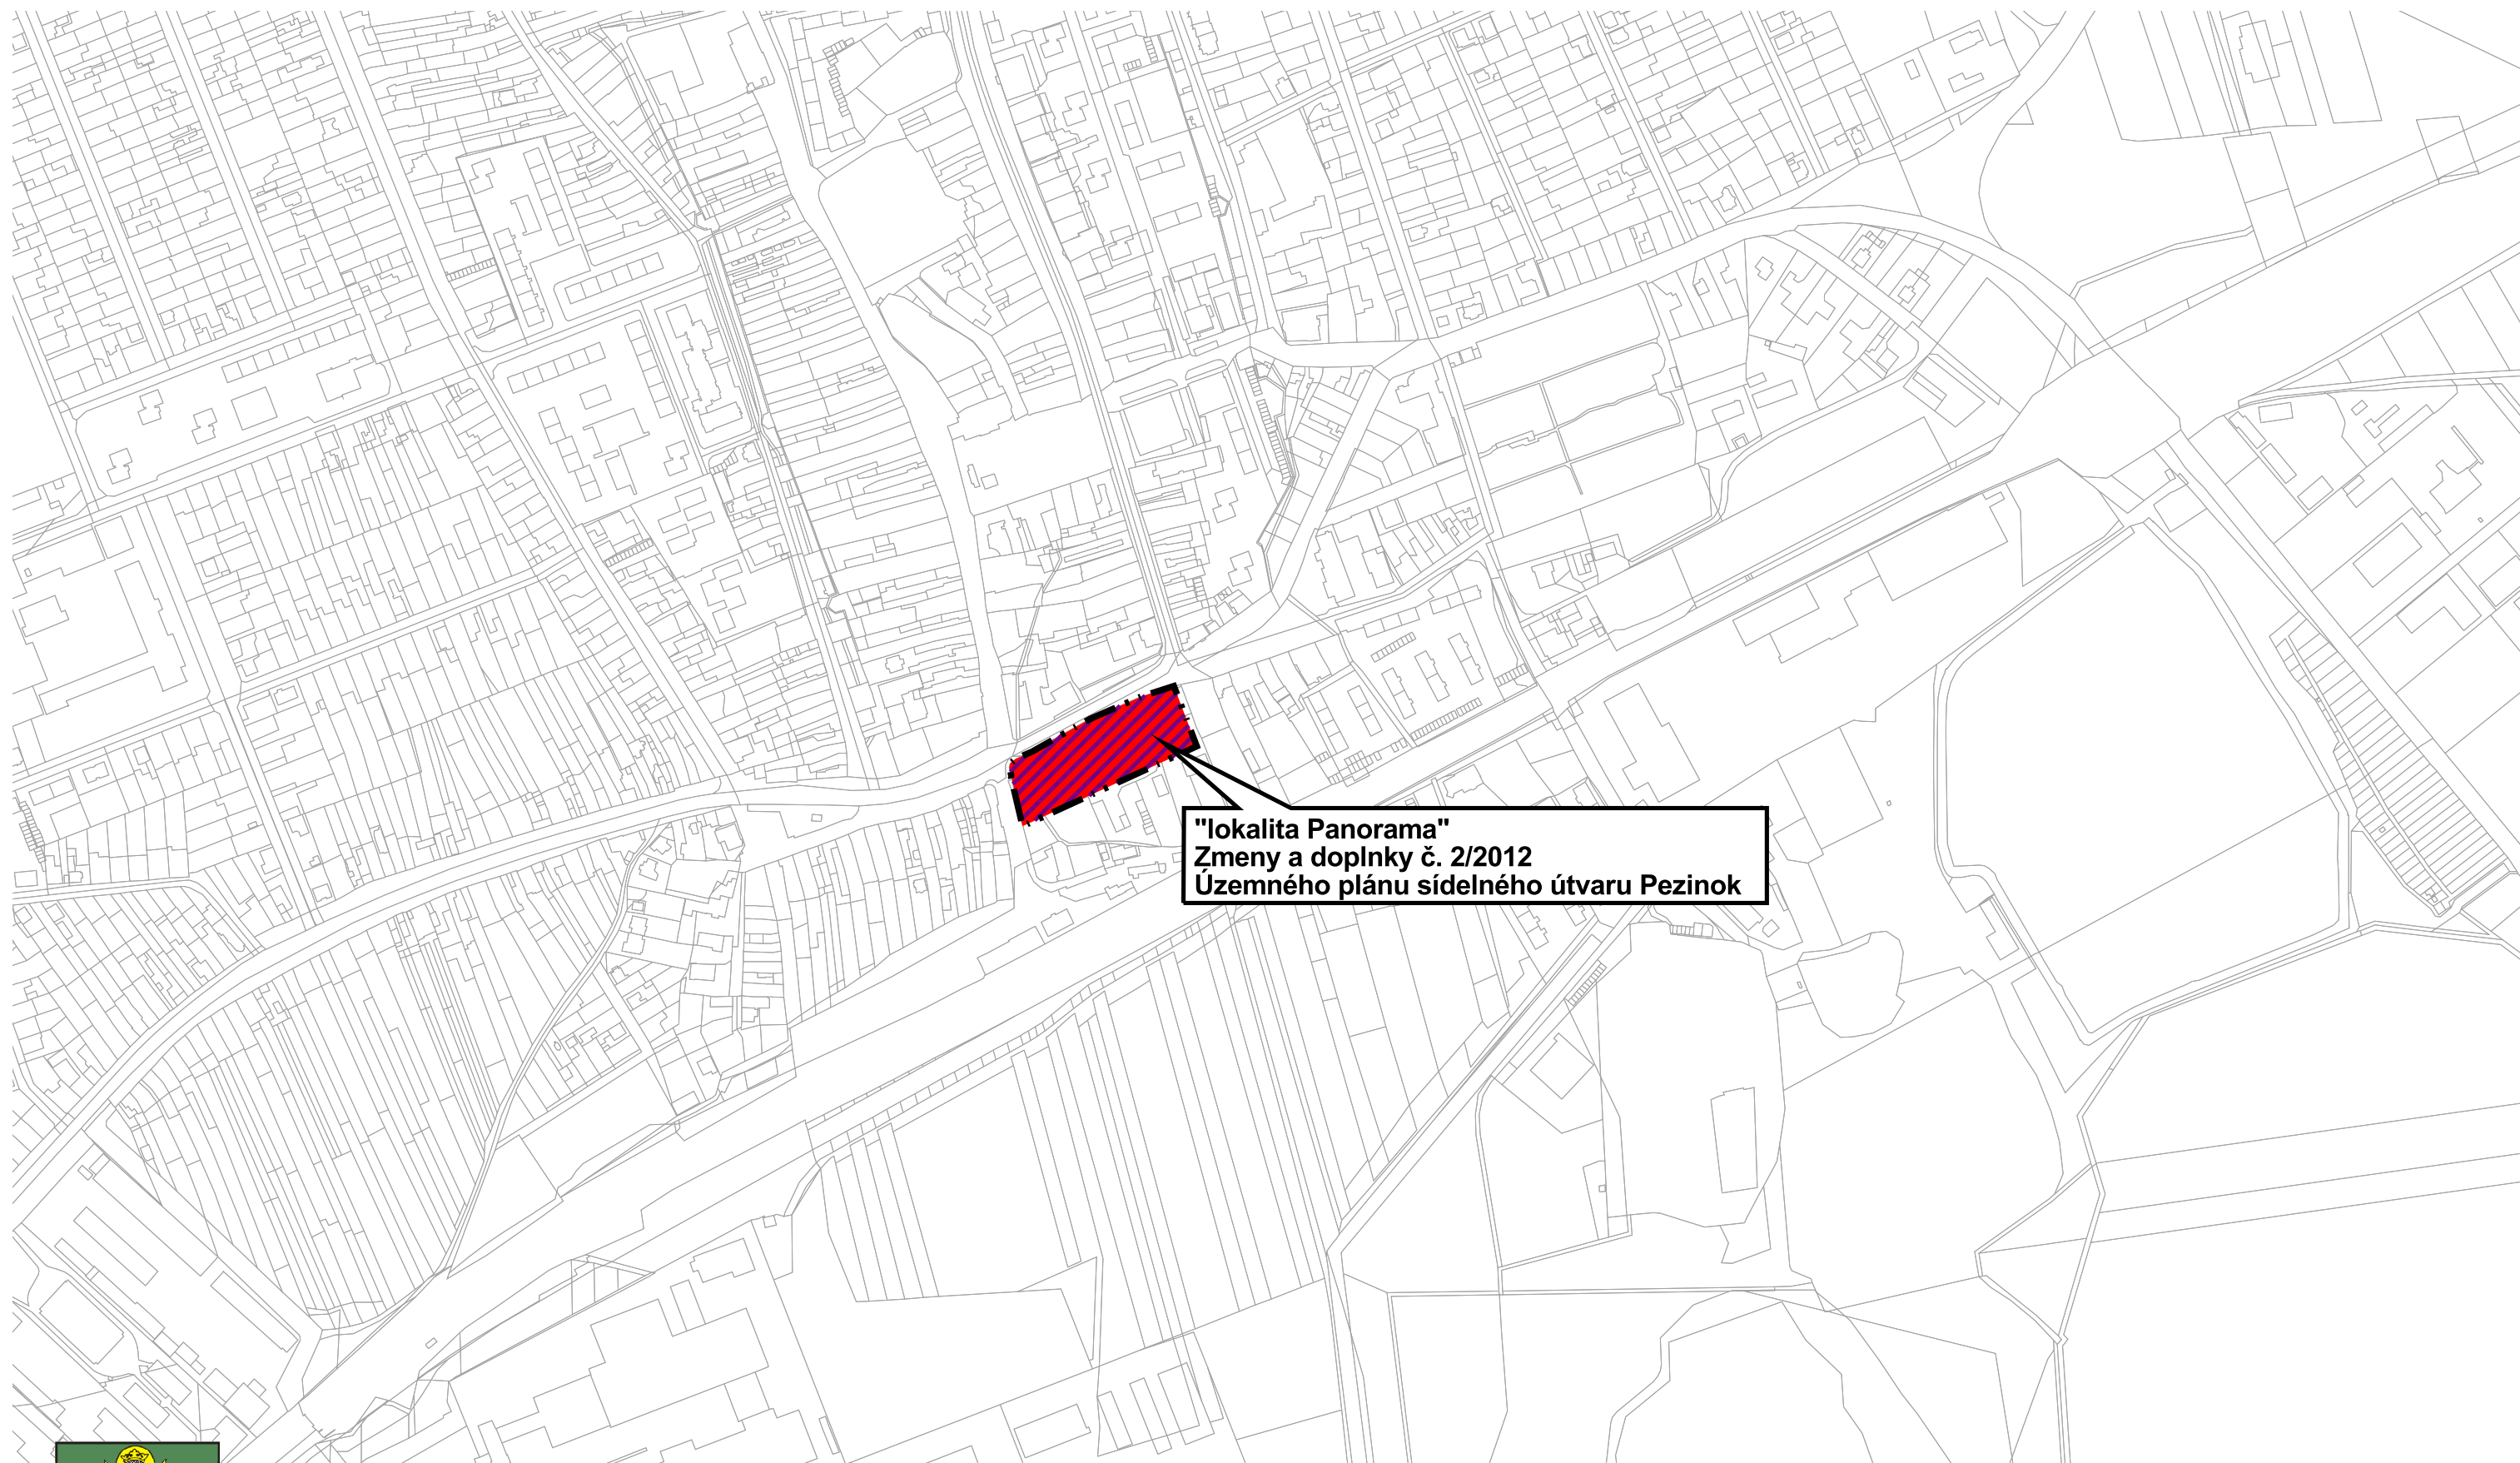 "lokalita Panorama"
Zmeny a doplnky č. 2/2012
Územného plánu sídelného útvaru Pezinok